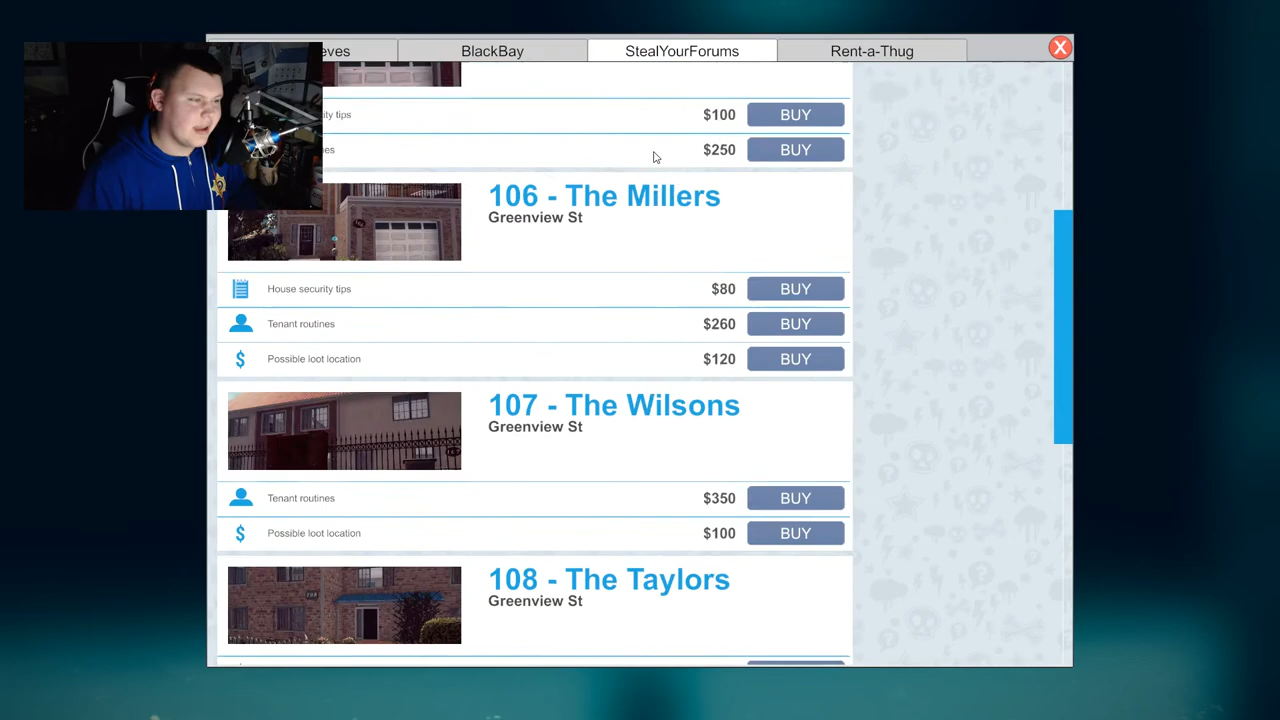 eves
BlackBay
StealYourForums
Rent-a-Thug
X
ity tips
$100
BUY
es
$250
BUY
106 - The Millers
Greenview St
House security tips
$80
BUY
Tenant routines
$260
BUY
Possible loot location
$120
BUY
107 - The Wilsons
Greenview St
Tenant routines
$350
BUY
Possible loot location
$100
BUY
108 - The Taylors
Greenview St